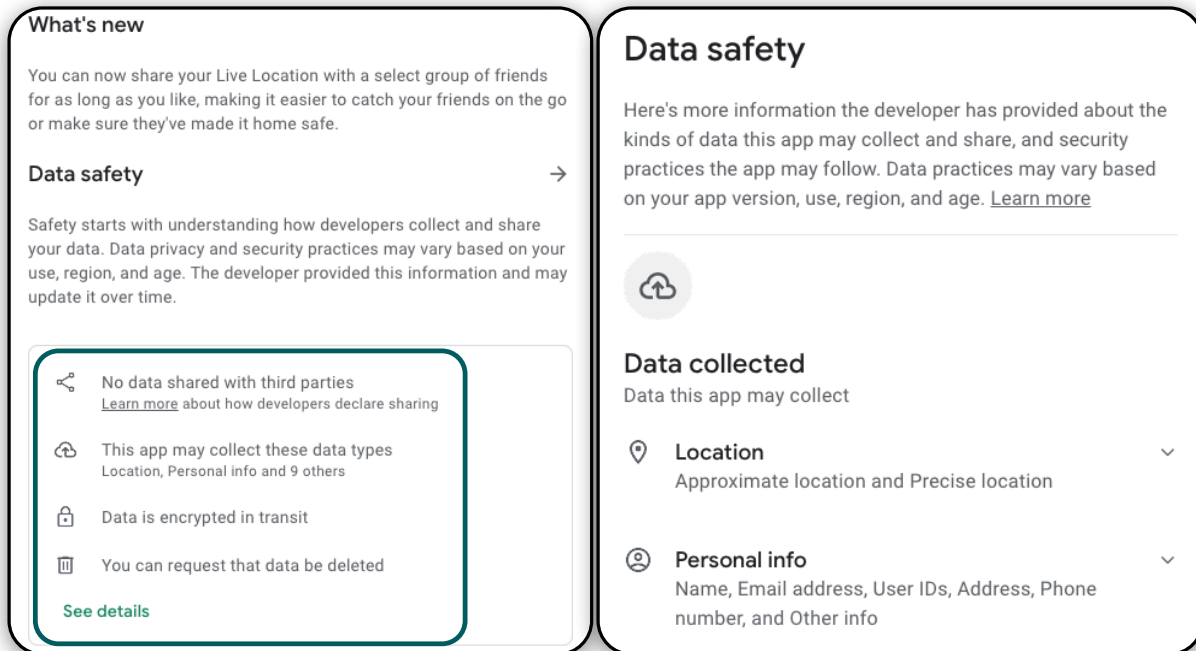 What's new
You can now share your Live Location with a select group of friends
for as long as you like, making it easier to catch your friends on the go
or make sure they've made it home safe.
Data safety
Safety starts with understanding how developers collect and share
your data. Data privacy and security practices may vary based on your
use, region, and age. The developer provided this information and may
update it over time.
No data shared with third parties
Learn more about how developers declare sharing
This app may collect these data types
Location, Personal info and 9 others
Data is encrypted in transit
You can request that data be deleted
See details
Data safety
Here's more information the developer has provided about the
kinds of data this app may collect and share, and security
practices the app may follow. Data practices may vary based
on your app version, use, region, and age. Learn more
Data collected
Data this app may collect
Location
Approximate location and Precise location
Personal info
Name, Email address, User IDs, Address, Phone
number, and Other info